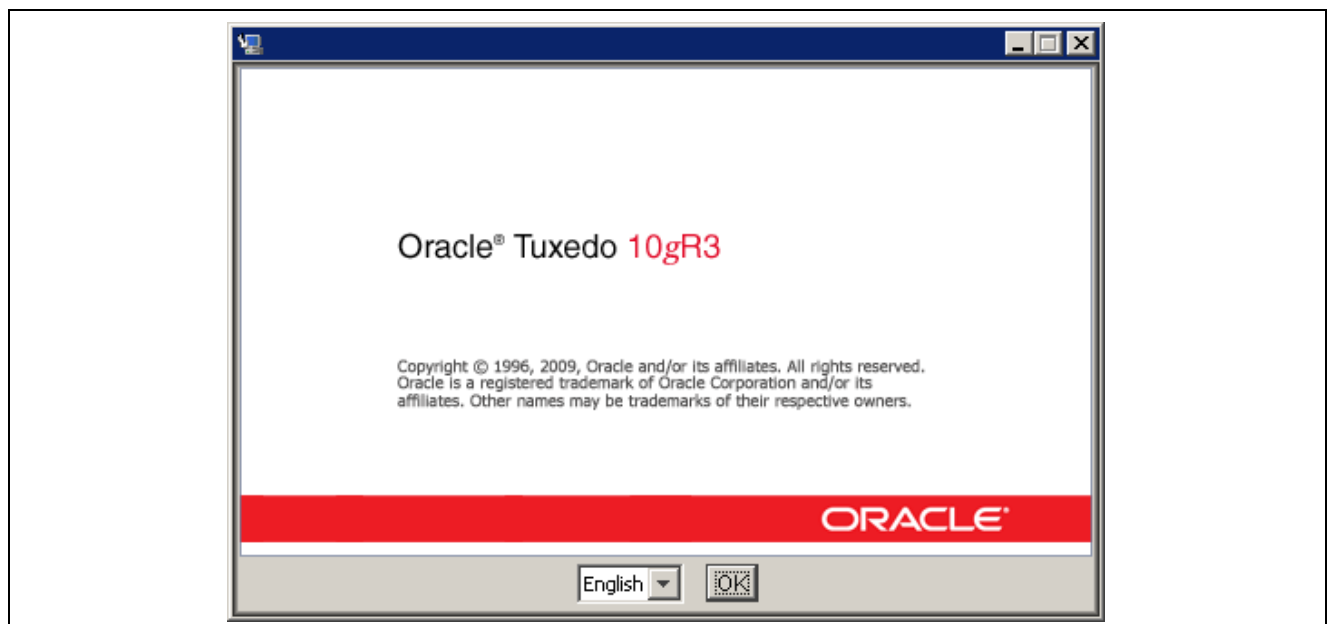 Oracle® Tuxedo 10gR3
Copyright © 1996, 2009, Oracle and/or its affiliates. All rights reserved.
Oracle is a registered trademark of Oracle Corporation and/or its
affiliates. Other names may be trademarks of their respective owners.
ORACLE®
English OK